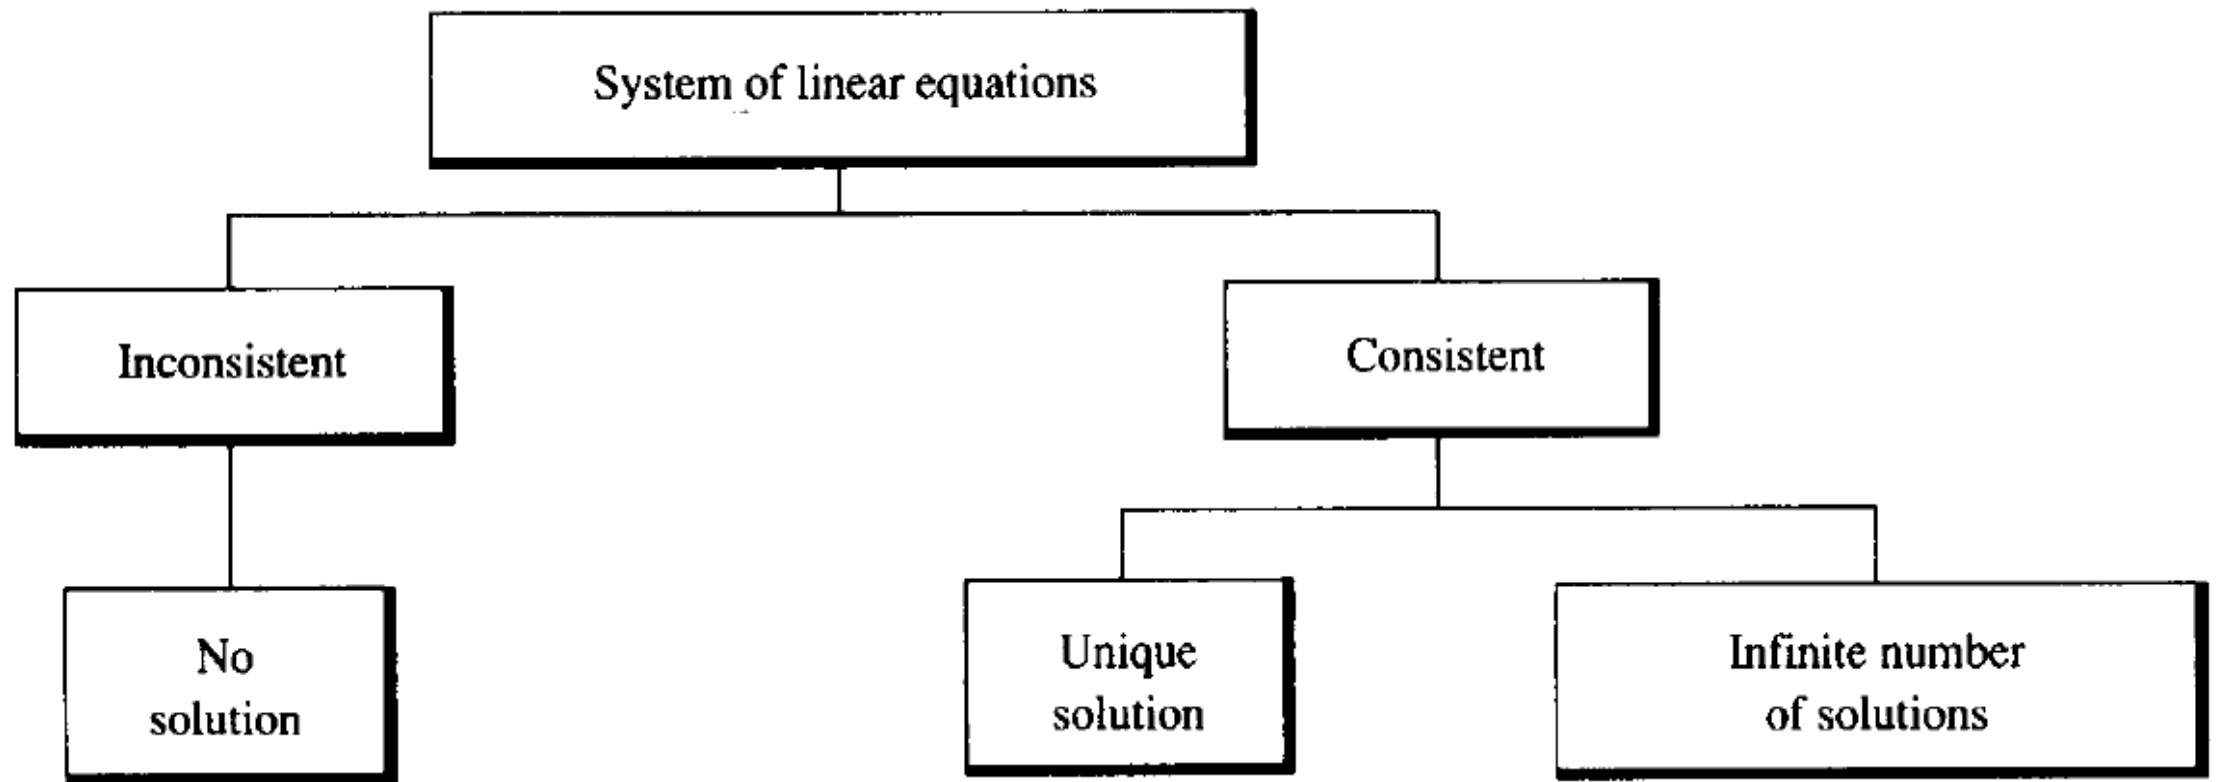 System of linear equations
Inconsistent
Consistent
No
solution
Unique
solution
Infinite number
of solutions